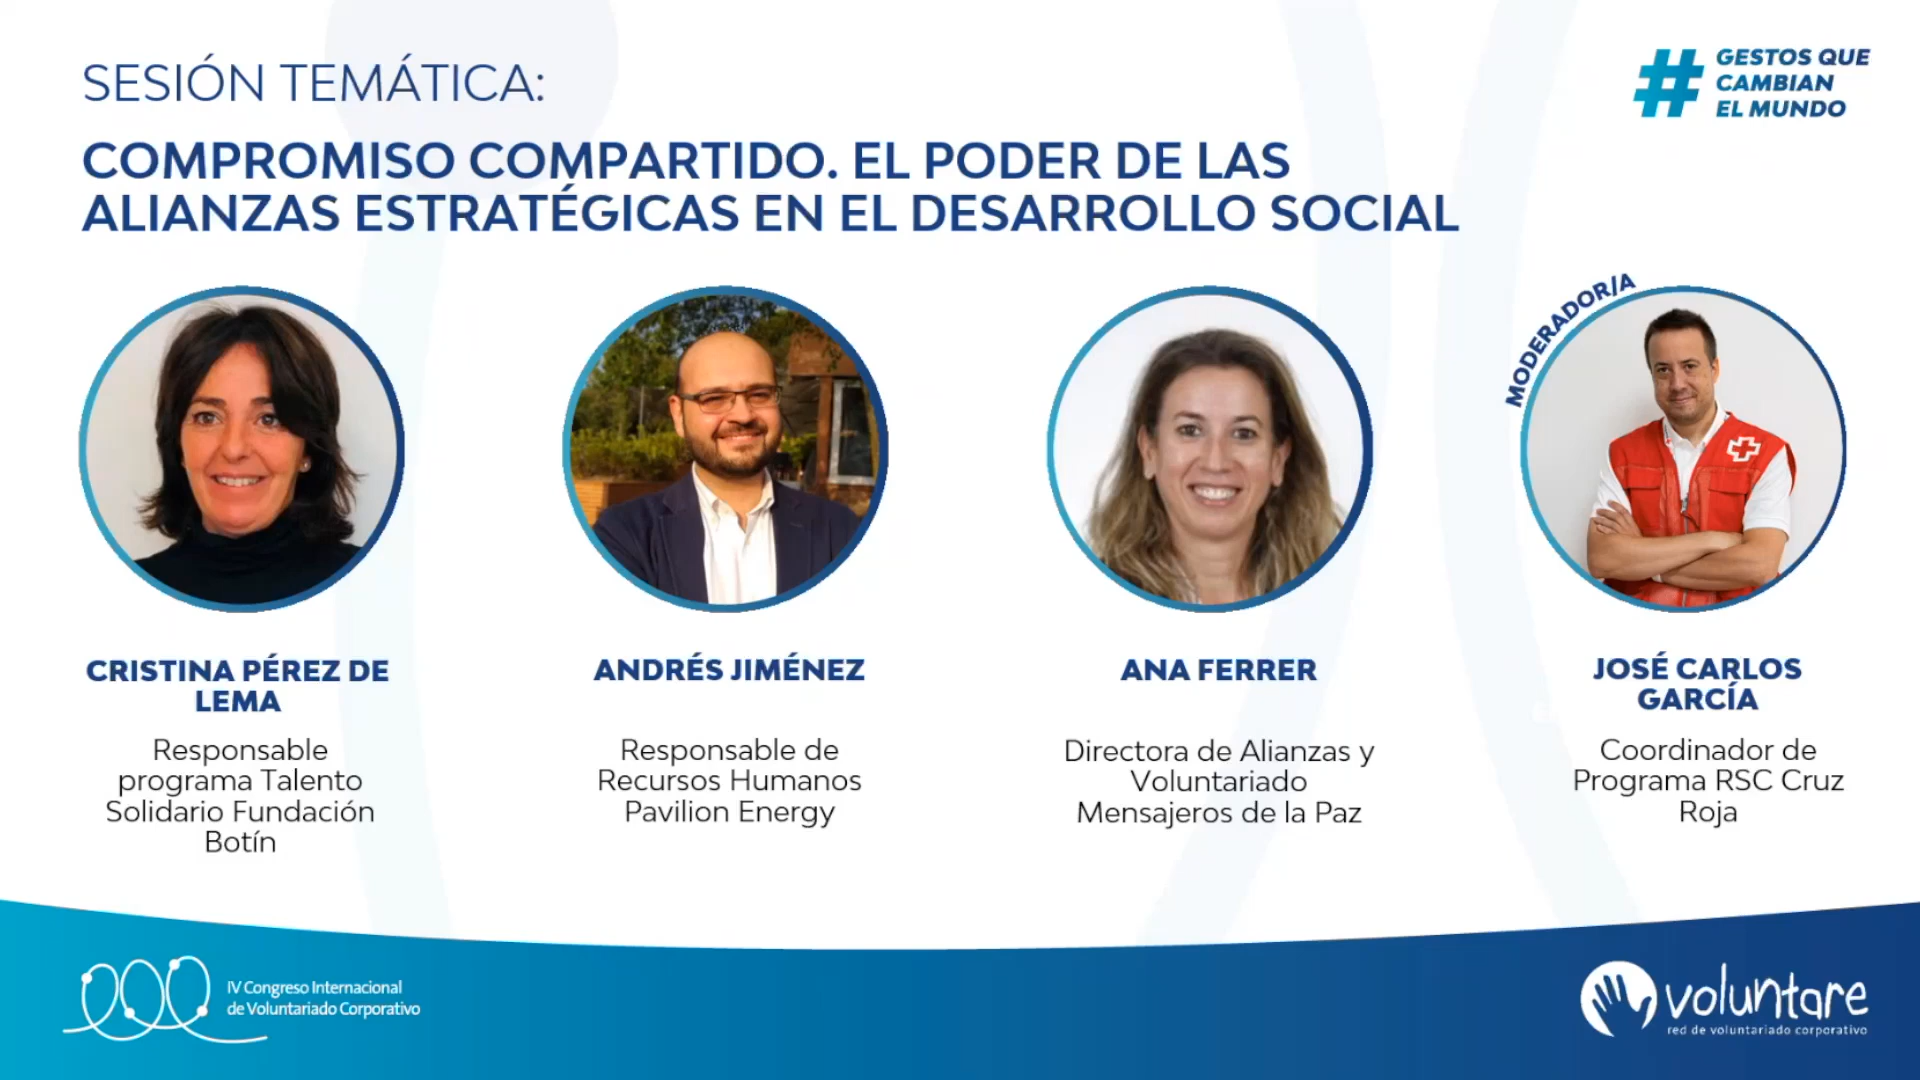 SESIÓN TEMÁTICA:
COMPROMISO COMPARTIDO. EL PODER DE LAS
ALIANZAS ESTRATÉGICAS EN EL DESARROLLO SOCIAL
# GESTOS QUE
CAMBIAN
EL MUNDO
MODERADOR/A
CRISTINA PÉREZ DE
LEMA
Responsable
programa Talento
Solidario Fundación
Botín
ANDRÉS JIMÉNEZ
Responsable de
Recursos Humanos
Pavilion Energy
ANA FERRER
Directora de Alianzas y
Voluntariado
Mensajeros de la Paz
JOSÉ CARLOS
GARCÍA
Coordinador de
Programa RSC Cruz
Roja
IV Congreso Internacional
de Voluntariado Corporativo
voluntare
red de voluntariado corporativo